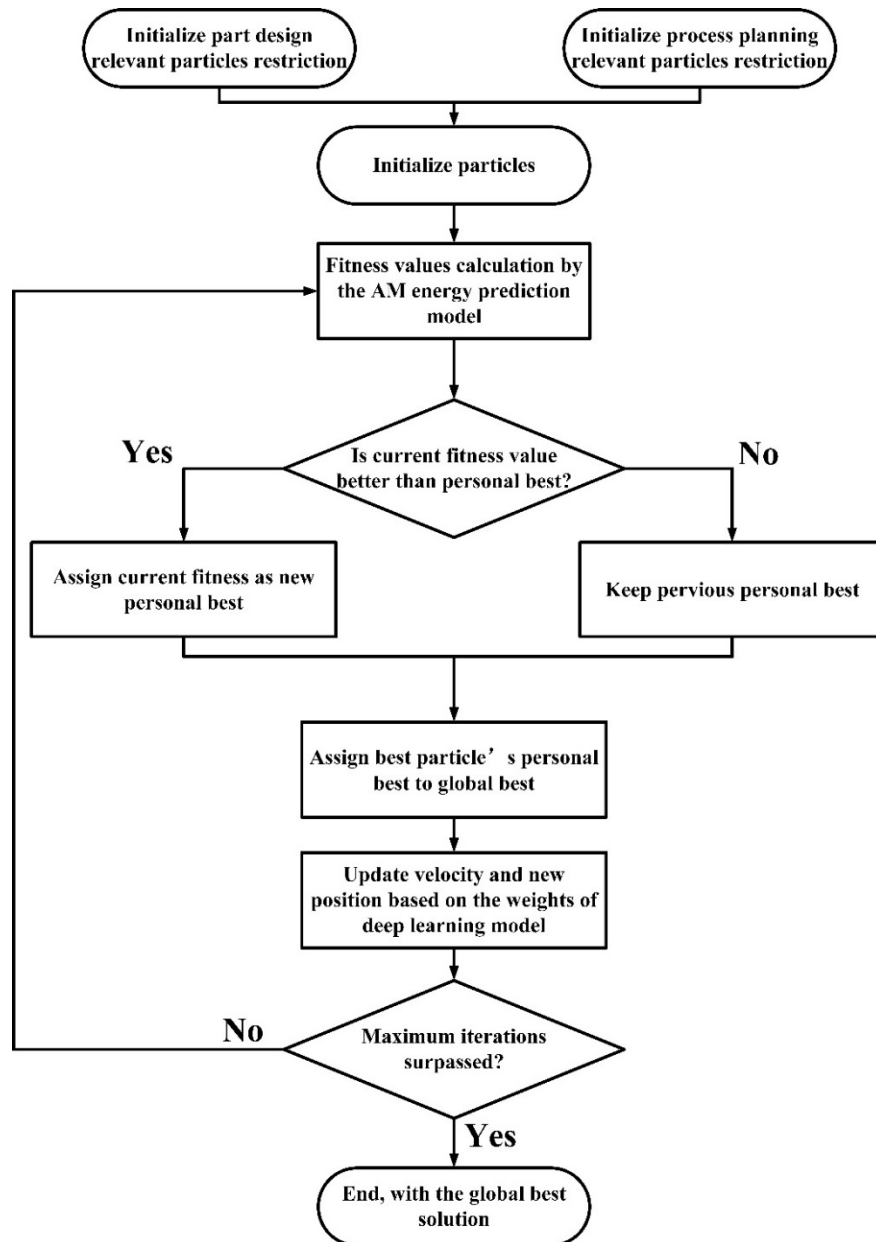 Initialize part design
relevant particles restriction
Initialize process planning
relevant particles restriction
Initialize particles
Fitness values calculation by
the AM energy prediction
model
Is current fitness value
better than personal best?
Yes
No
Assign current fitness as new
personal best
Keep pervious personal best
Assign best particle’s personal
best to global best
Update velocity and new
position based on the weights of
deep learning model
Maximum iterations
surpassed?
No
Yes
End, with the global best
solution